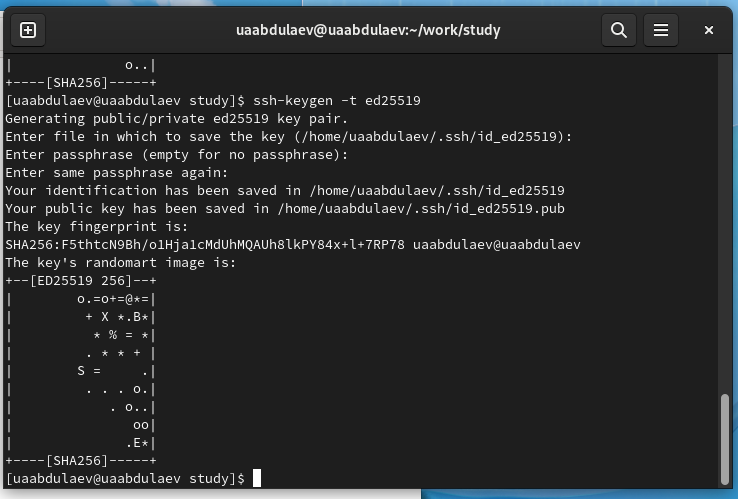 uaabdulaev@uaabdulaev:~/work/study
|               o..|
+----[SHA256]-----+
[uaabdulaev@uaabdulaev study]$ ssh-keygen -t ed25519
Generating public/private ed25519 key pair.
Enter file in which to save the key (/home/uaabdulaev/.ssh/id_ed25519):
Enter passphrase (empty for no passphrase):
Enter same passphrase again:
Your identification has been saved in /home/uaabdulaev/.ssh/id_ed25519
Your public key has been saved in /home/uaabdulaev/.ssh/id_ed25519.pub
The key fingerprint is:
SHA256:F5thtcN9Bh/o1Hja1cMdUhMQAUh8lkPY84x+l+7RP78 uaabdulaev@uaabdulaev
The key's randomart image is:
+--[ED25519 256]--+
|        o.=o+=@*=|
|         + X *.B*|
|          * % = *|
|         . * * + |
|        S =     .|
|         . . . o.|
|            . o..|
|               oo|
|              .E*|
+----[SHA256]-----+
[uaabdulaev@uaabdulaev study]$